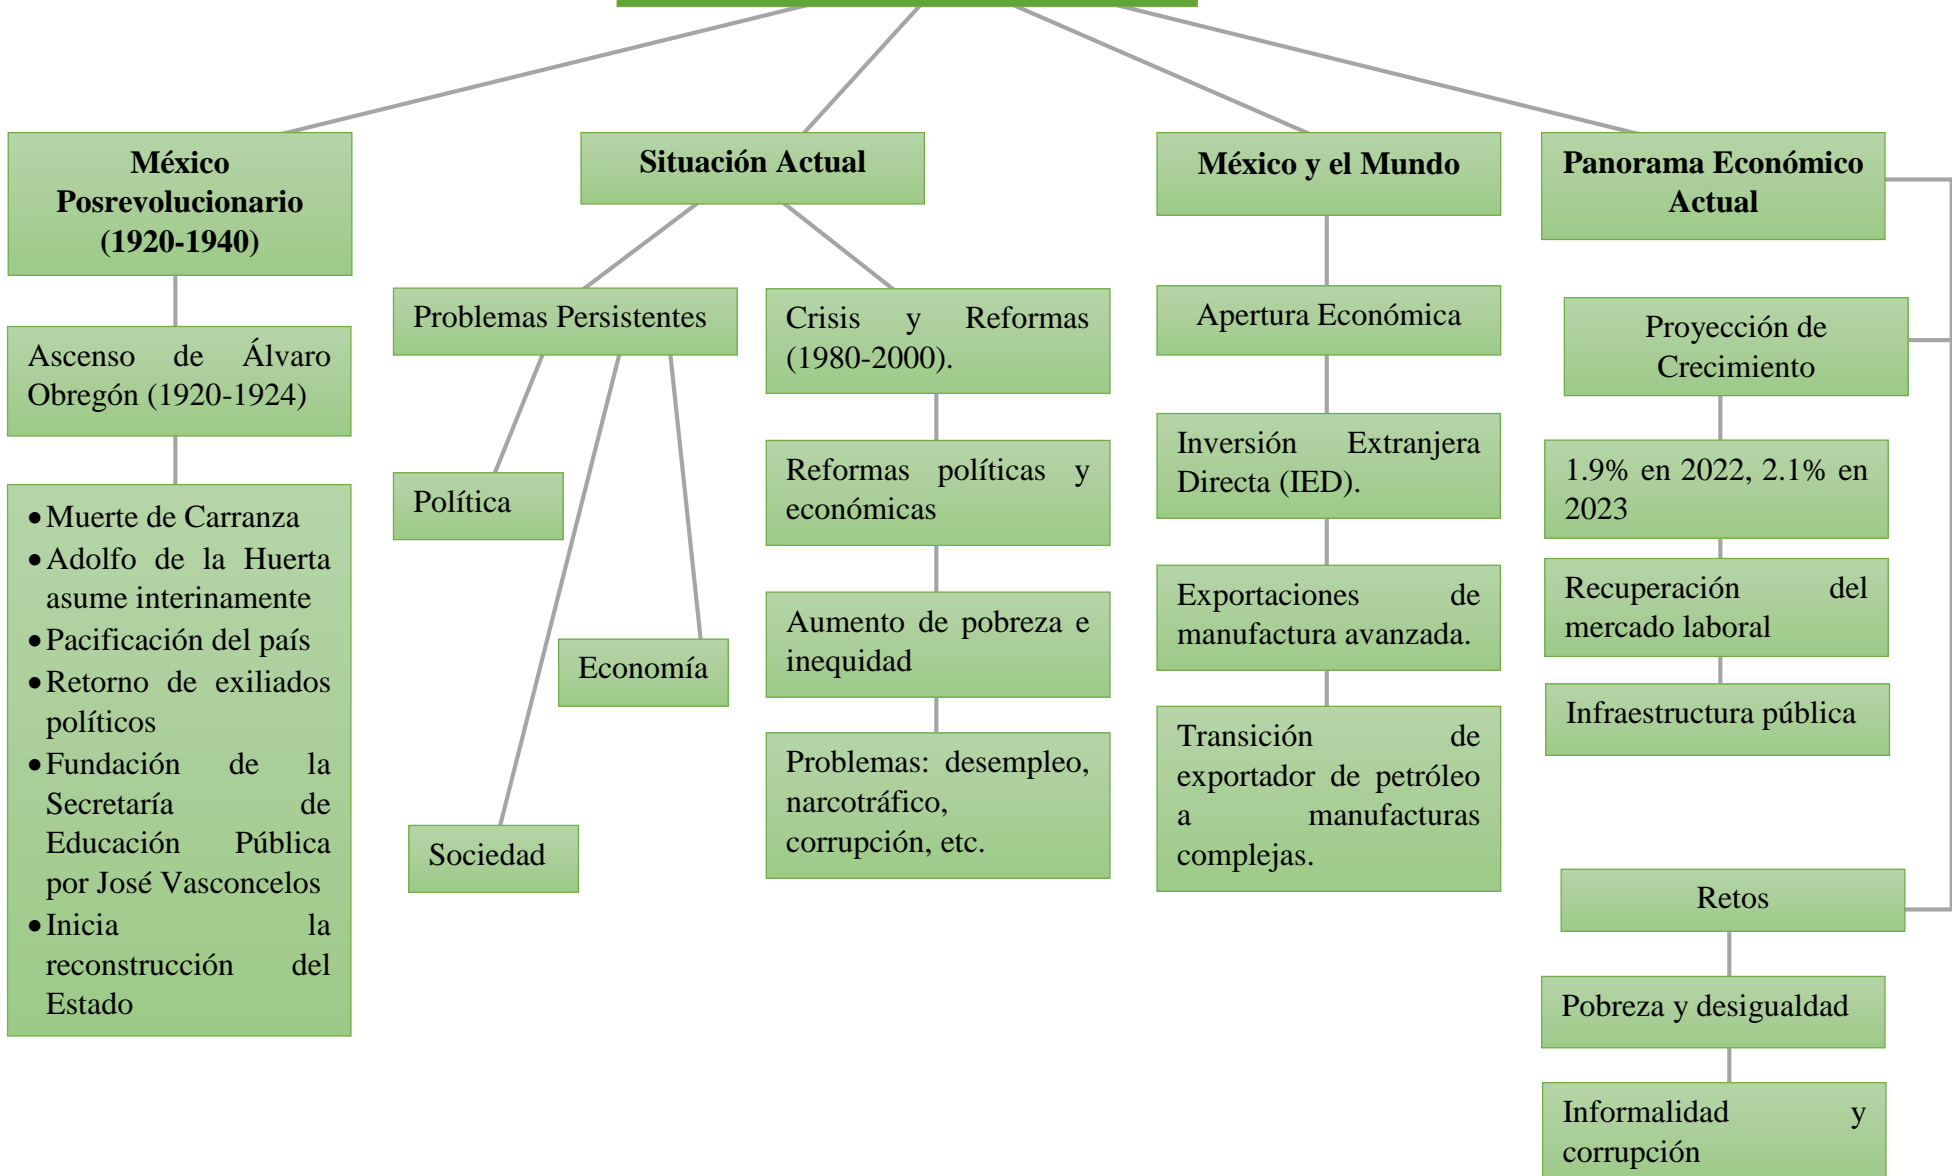 México
Posrevolucionario
(1920-1940)
Ascenso de Álvaro
Obregón (1920-1924)
• Muerte de Carranza
• Adolfo de la Huerta
asume interinamente
• Pacificación del país
• Retorno de exiliados
políticos
• Fundación de la
Secretaría de
Educación Pública
por José Vasconcelos
• Inicia la
reconstrucción del
Estado
Situación Actual
Problemas Persistentes
Política
Economía
Sociedad
Crisis y Reformas
(1980-2000).
Reformas políticas y
económicas
Aumento de pobreza e
inequidad
Problemas: desempleo,
narcotráfico,
corrupción, etc.
México y el Mundo
Apertura Económica
Inversión Extranjera
Directa (IED).
Exportaciones de
manufactura avanzada.
Transición de
exportador de petróleo
a manufacturas
complejas.
Panorama Económico
Actual
Proyección de
Crecimiento
1.9% en 2022, 2.1% en
2023
Recuperación del
mercado laboral
Infraestructura pública
Retos
Pobreza y desigualdad
Informalidad y
corrupción